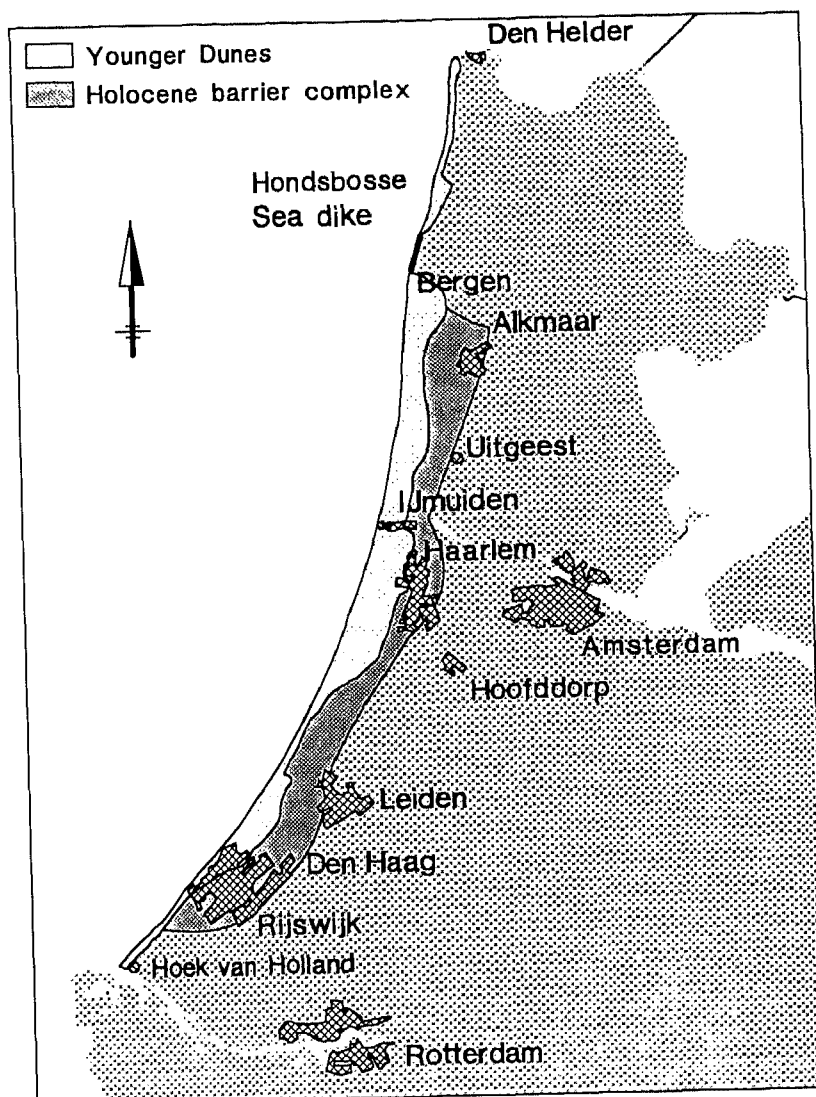 Den Helder
Younger Dunes
Holocene barrier complex
Hondsbosse
Sea dike
Bergen
Alkmaar
Uitgeest
IJmuiden
Haarlem
Amsterdam
Hoofddorp
Leiden
Den Haag
Rijswijk
Hoek van Holland
Rotterdam